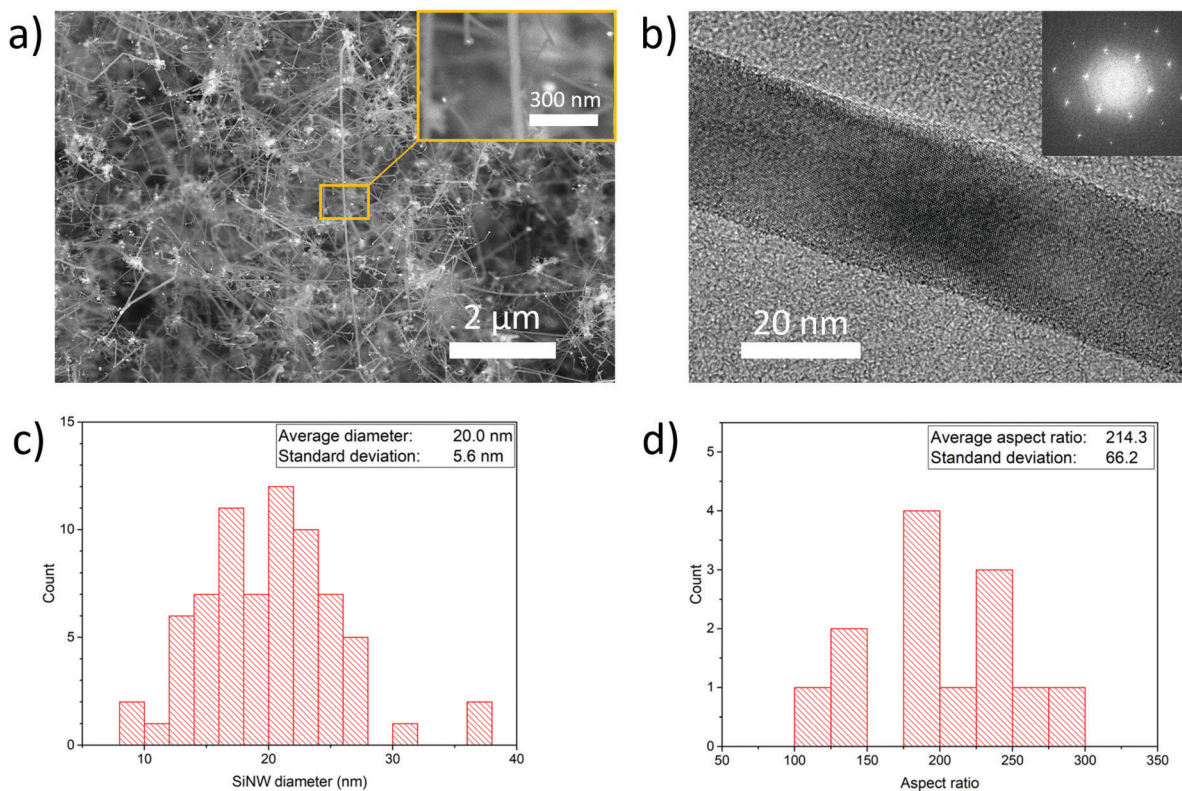 a)
300 nm
2 µm
b)
20 nm
c)
Average diameter: 20.0 nm
Standard deviation: 5.6 nm
15
10
5
0
Count
10 20 30 40
SiNW diameter (nm)
d)
Average aspect ratio: 214.3
Standand deviation: 66.2
5
4
3
2
1
0
Count
50 100 150 200 250 300 350
Aspect ratio